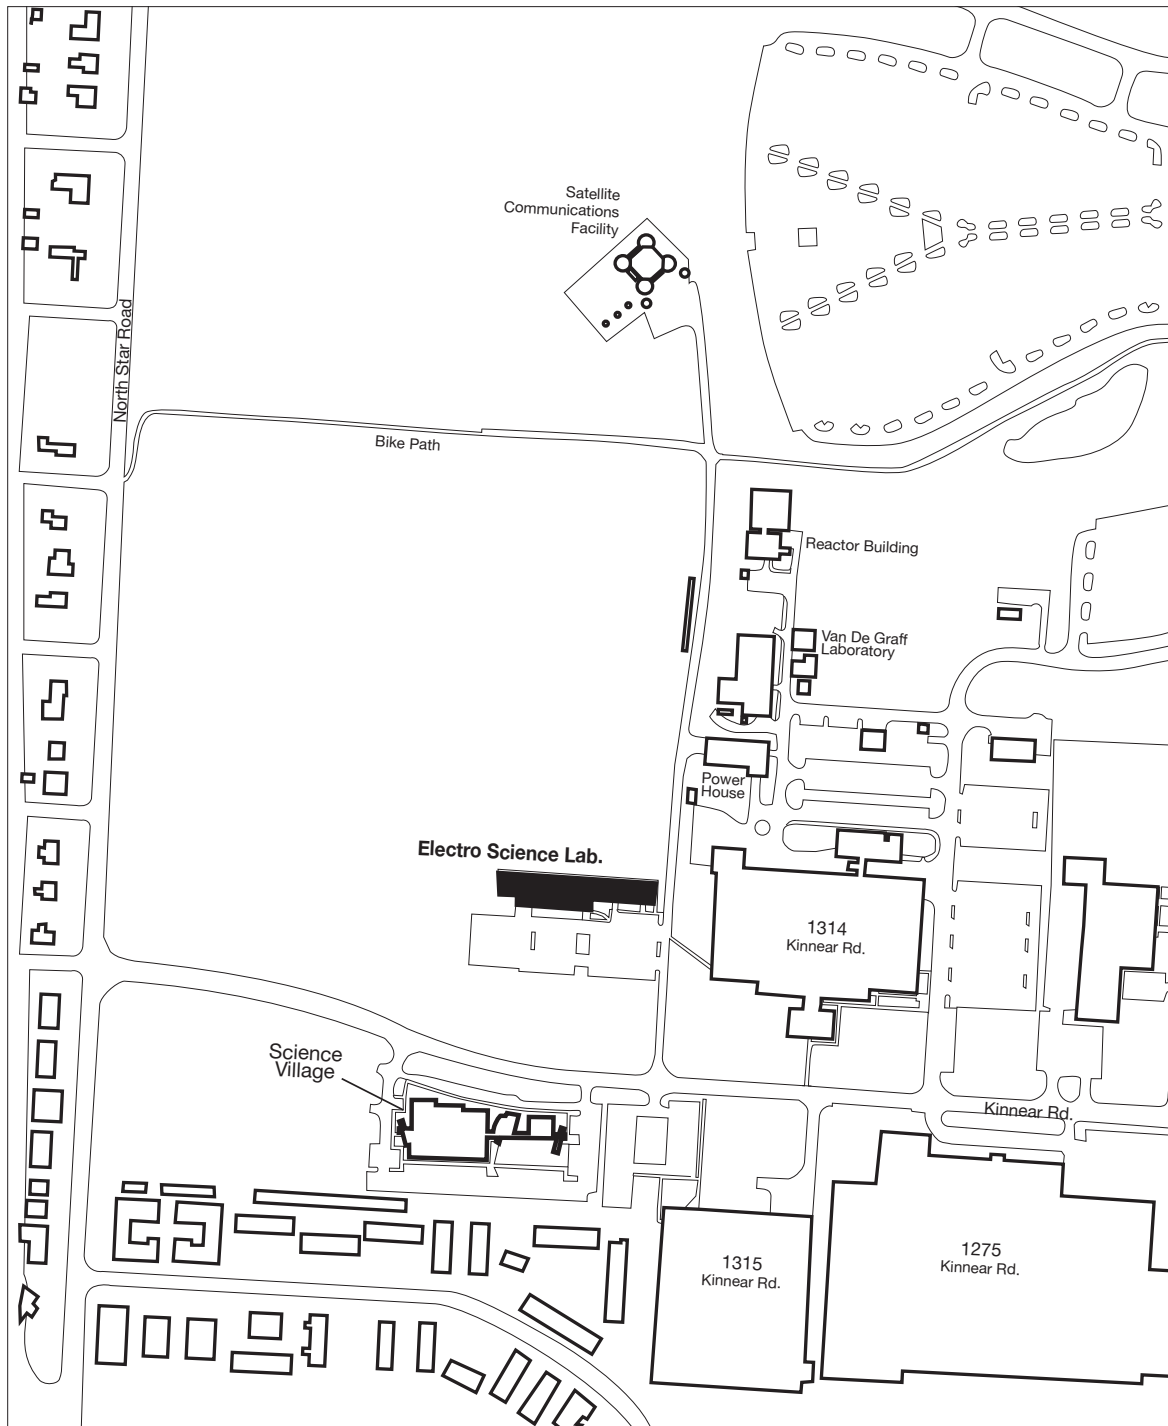 Satellite
Communications
Facility
North Star Road
Bike Path
Reactor Building
Van De Graff
Laboratory
Power
House
Electro Science Lab.
1314
Kinnear Rd.
Science
Village
Kinnear Rd.
1315
Kinnear Rd.
1275
Kinnear Rd.